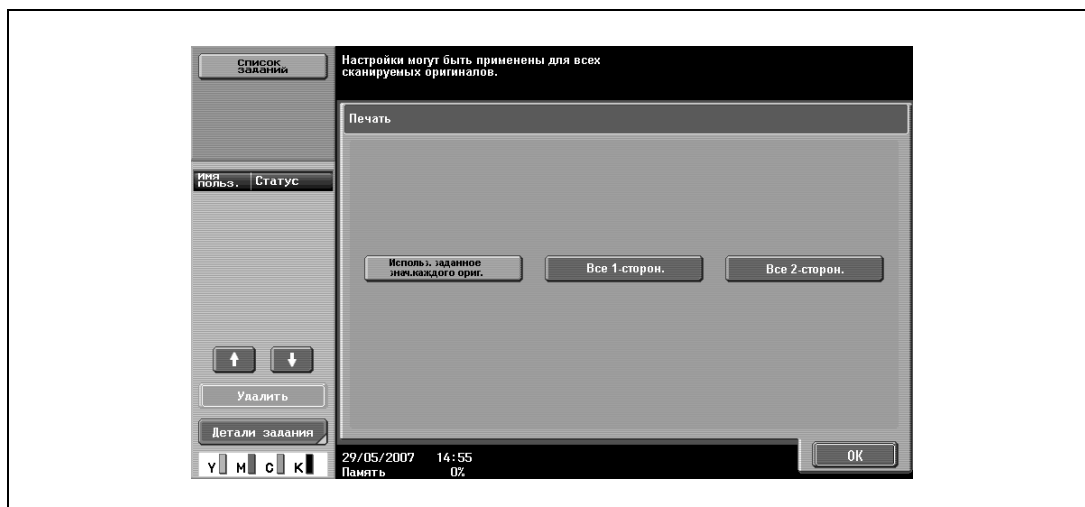 Список
заданий
Настройки могут быть применены для всех
сканируемых оригиналов.
Печать
Имя
польз. Статус
Использ. заданное
знач.каждого ориг.
Все 1-сторон.
Все 2-сторон.
Удалить
Детали задания
Y M C K
29/05/2007 14:55
Память 0%
OK